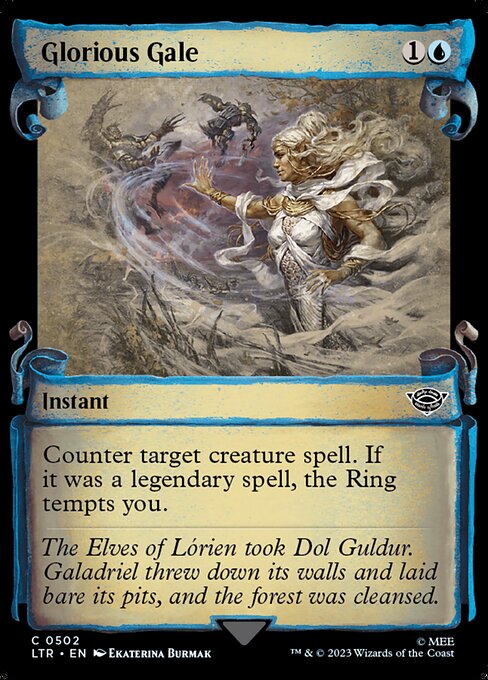 Glorious Gale 1
Instant
Counter target creature spell. If
it was a legendary spell, the Ring
tempts you.
The Elves of Lórien took Dol Guldur.
Galadriel threw down its walls and laid
bare its pits, and the forest was cleansed.
C 0502
LTR • EN Ekaterina Burmak
© MEE
™ & © 2023 Wizards of the Coast